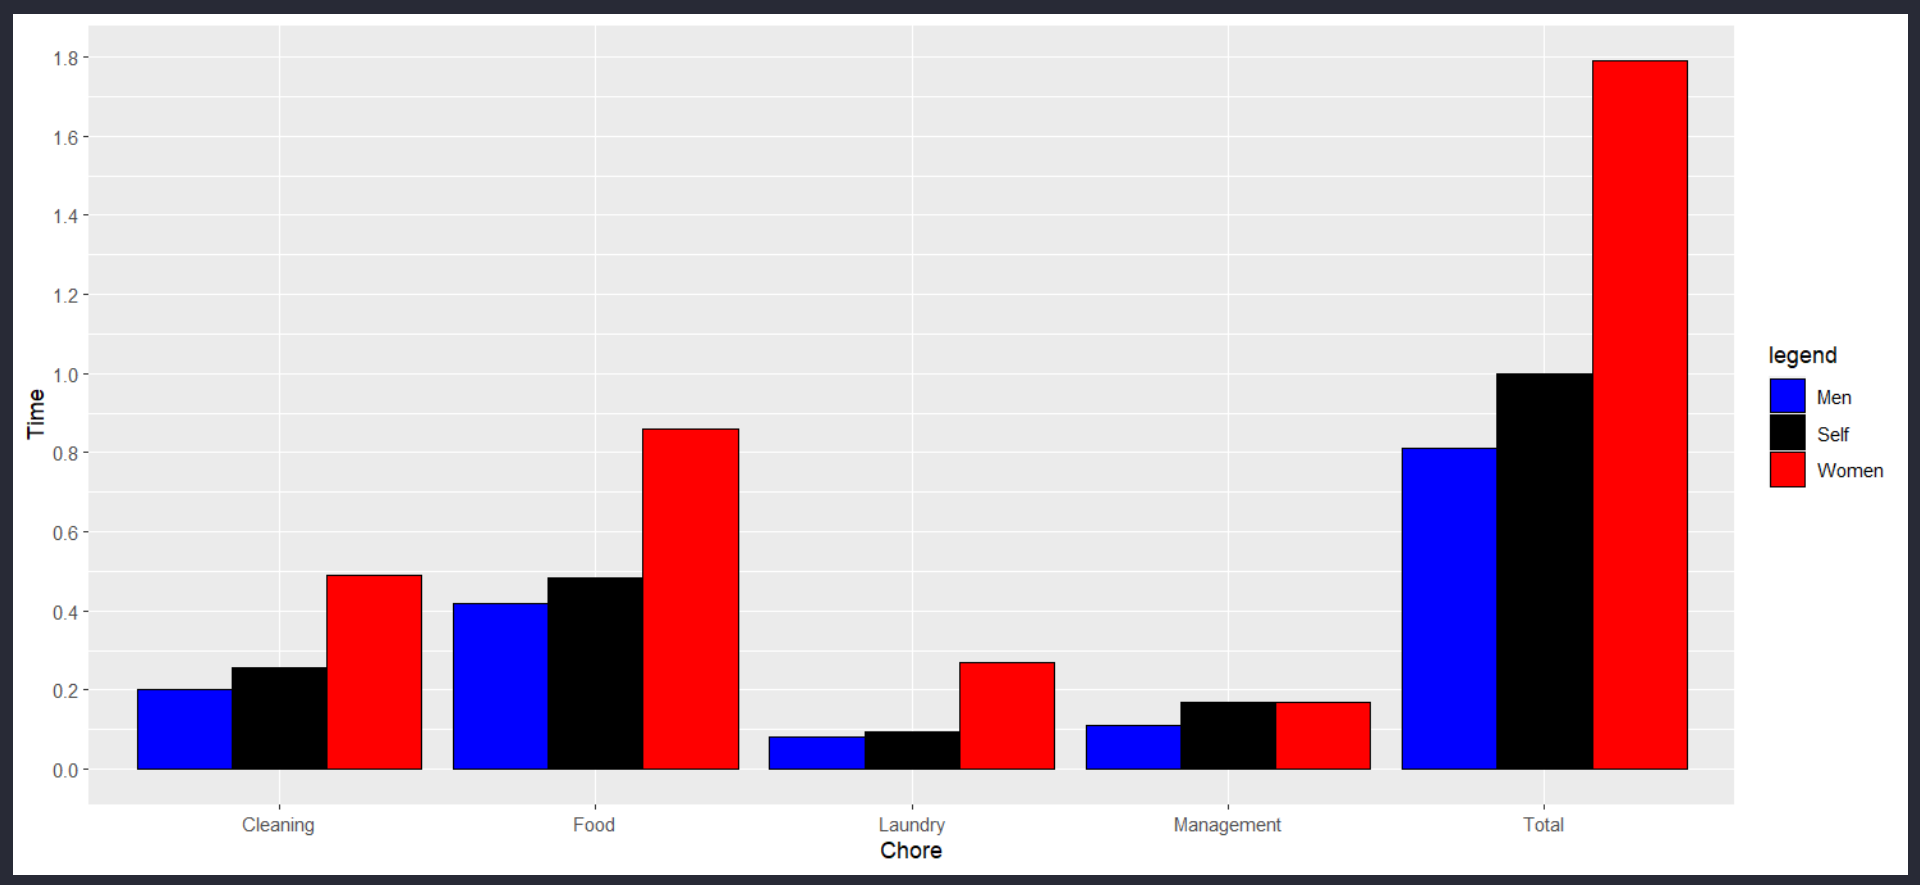 1.8
1.6
1.4
1.2
1.0
0.8
0.6
0.4
0.2
0.0
Time
Cleaning
Food
Laundry
Management
Total
Chore
legend
Men
Self
Women